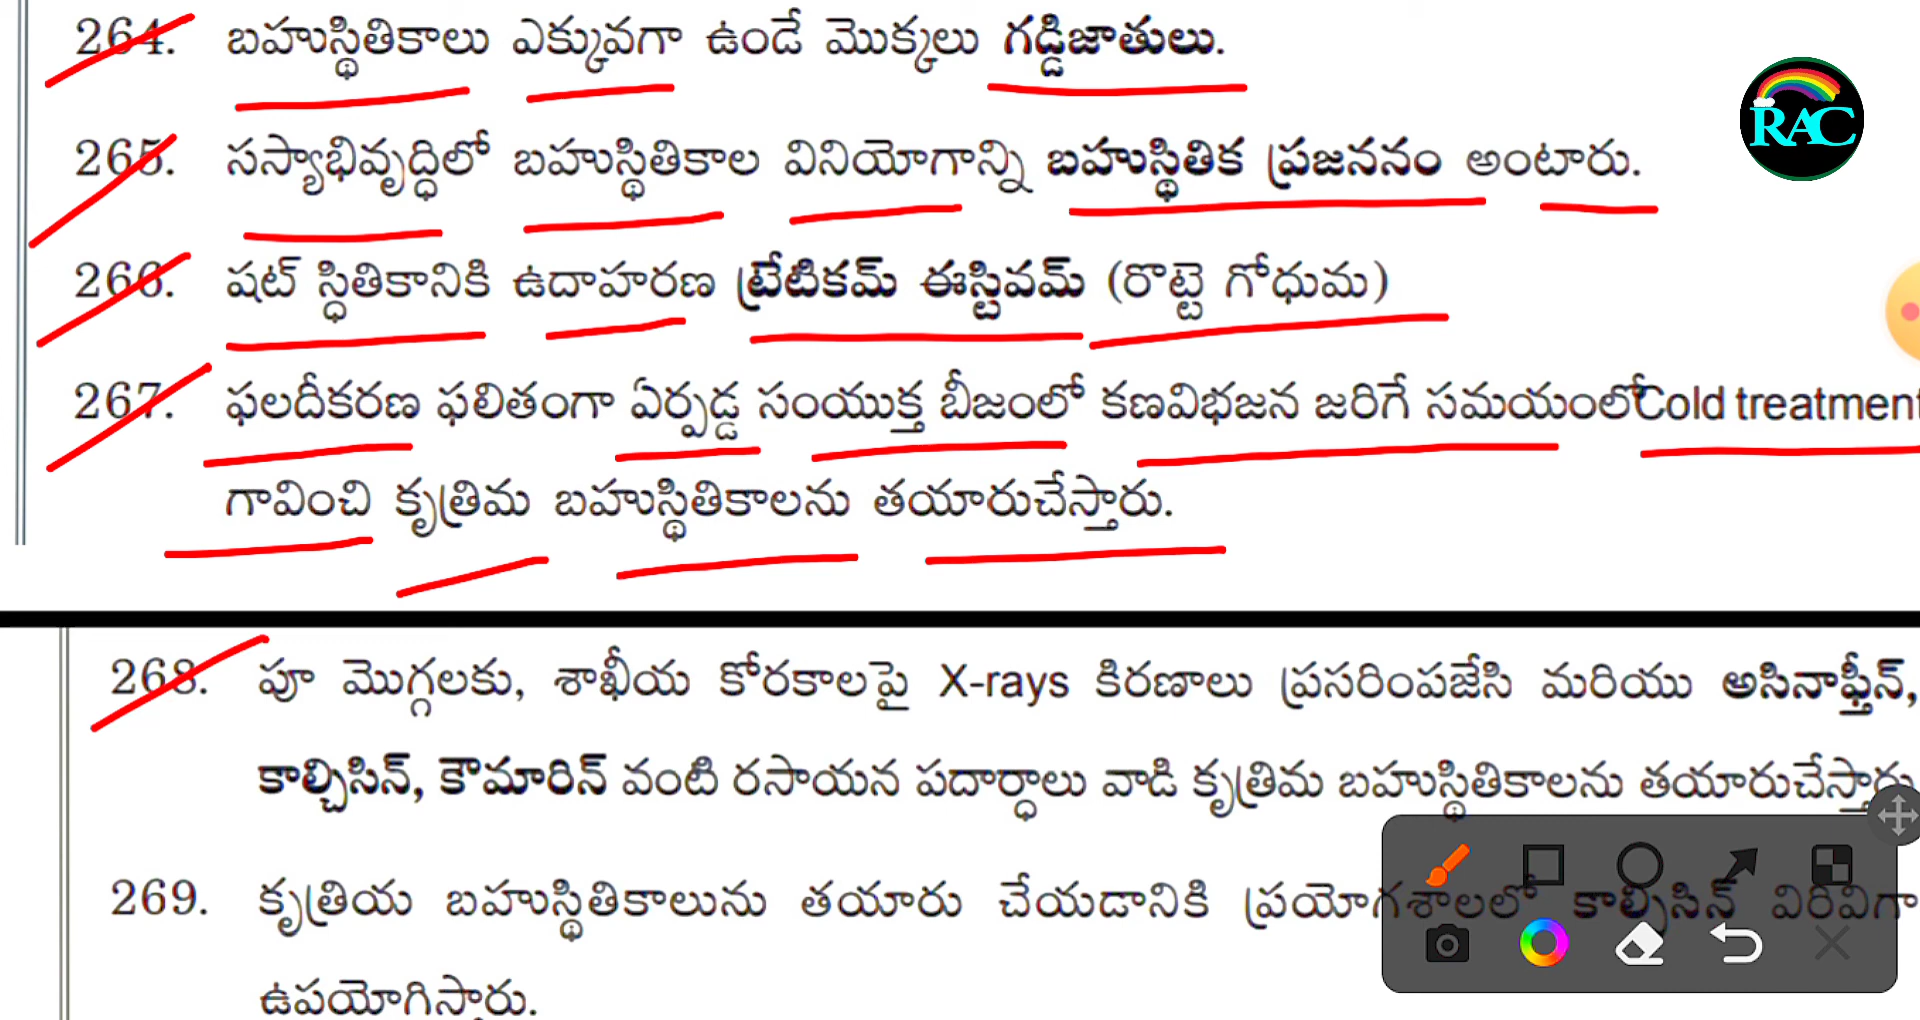 264. బహుస్థితికాలు ఎక్కువగా ఉండే మొక్కలు గడ్డిజాతులు.
RAC
265. సస్యాభివృద్ధిలో బహుస్థితికాల వినియోగాన్ని బహుస్థితిక ప్రజననం అంటారు.
266. షట్ స్థితికానికి ఉదాహరణ ట్రిటికమ్ ఈస్టివమ్ (రొట్టె గోధుమ)
267. ఫలదీకరణ ఫలితంగా ఏర్పడ్డ సంయుక్త బీజంలో కణవిభజన జరిగే సమయంలో Cold treatment
గావించి కృత్రిమ బహుస్థితికాలను తయారుచేస్తారు.
268. పూ మొగ్గలకు, శాఖీయ కోరకాలపై X-rays కిరణాలు ప్రసరింపజేసి మరియు అసినాఫ్తీన్,
కాల్చిసిన్, కౌమారిన్ వంటి రసాయన పదార్ధాలు వాడి కృత్రిమ బహుస్థితికాలను తయారుచేస్తారు
269. కృత్రియ బహుస్థితికాలును తయారు చేయడానికి ప్రయోగశాలలో కాల్చిసిన్ విరివిగా
ఉపయోగిస్తారు.